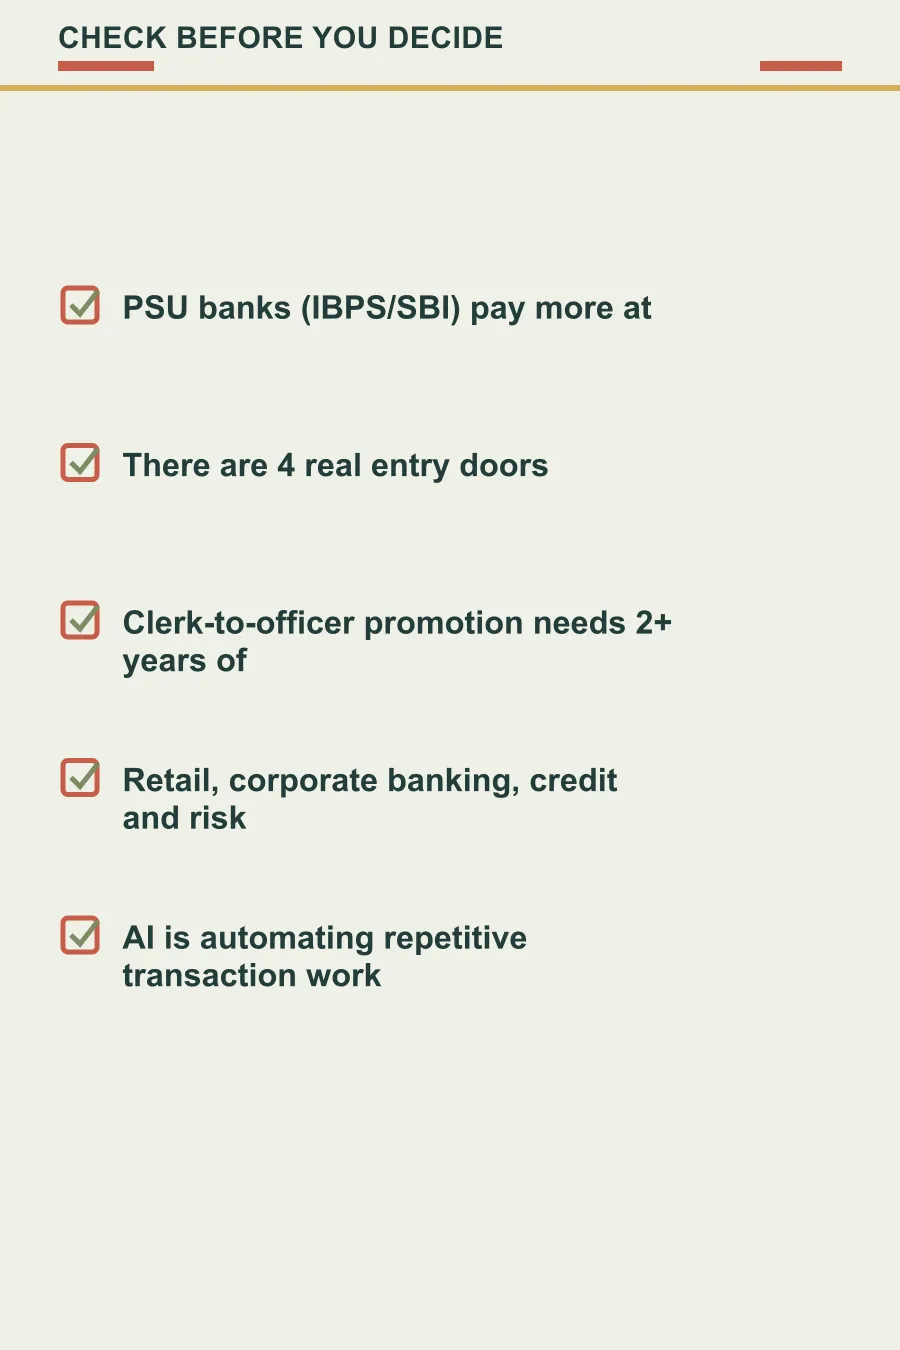 CHECK BEFORE YOU DECIDE
PSU banks (IBPS/SBI) pay more at
There are 4 real entry doors
Clerk-to-officer promotion needs 2+
years of
Retail, corporate banking, credit
and risk
AI is automating repetitive
transaction work